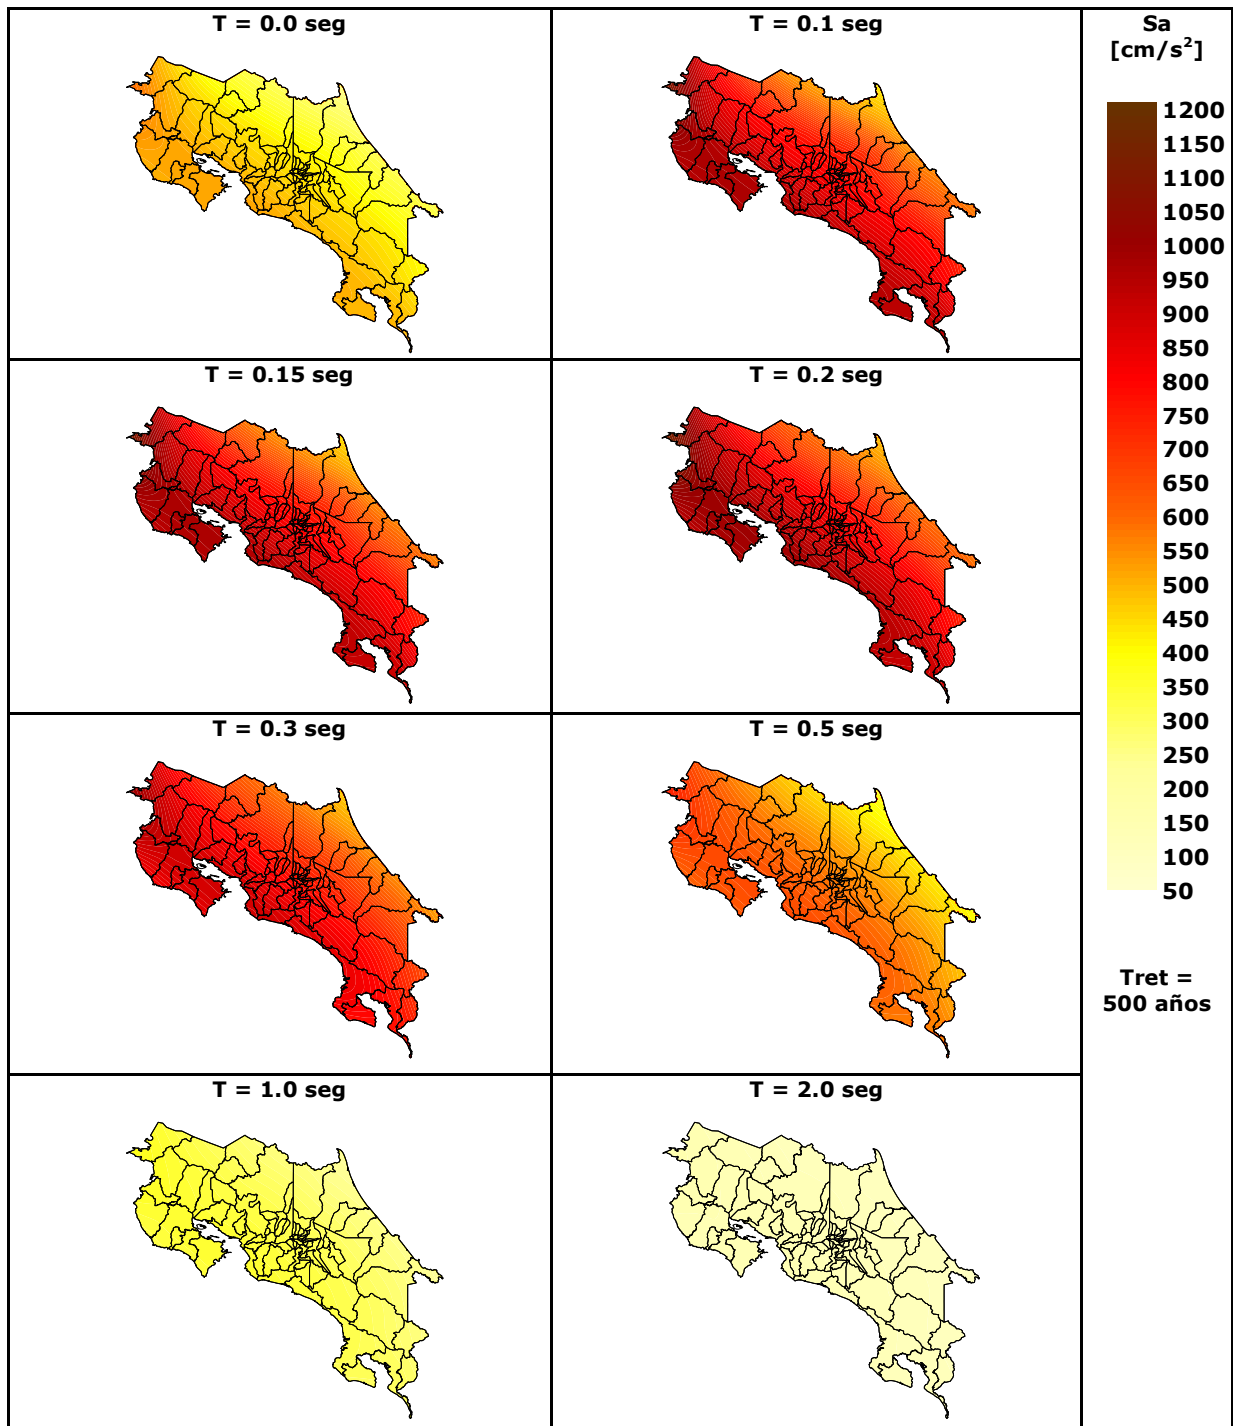 T = 0.0 seg
T = 0.1 seg
Sa
[cm/s²]
1200
1150
1100
1050
1000
950
900
850
800
750
700
650
600
550
500
450
400
350
300
250
200
150
100
50
T = 0.15 seg
T = 0.2 seg
T = 0.3 seg
T = 0.5 seg
Tret =
500 años
T = 1.0 seg
T = 2.0 seg